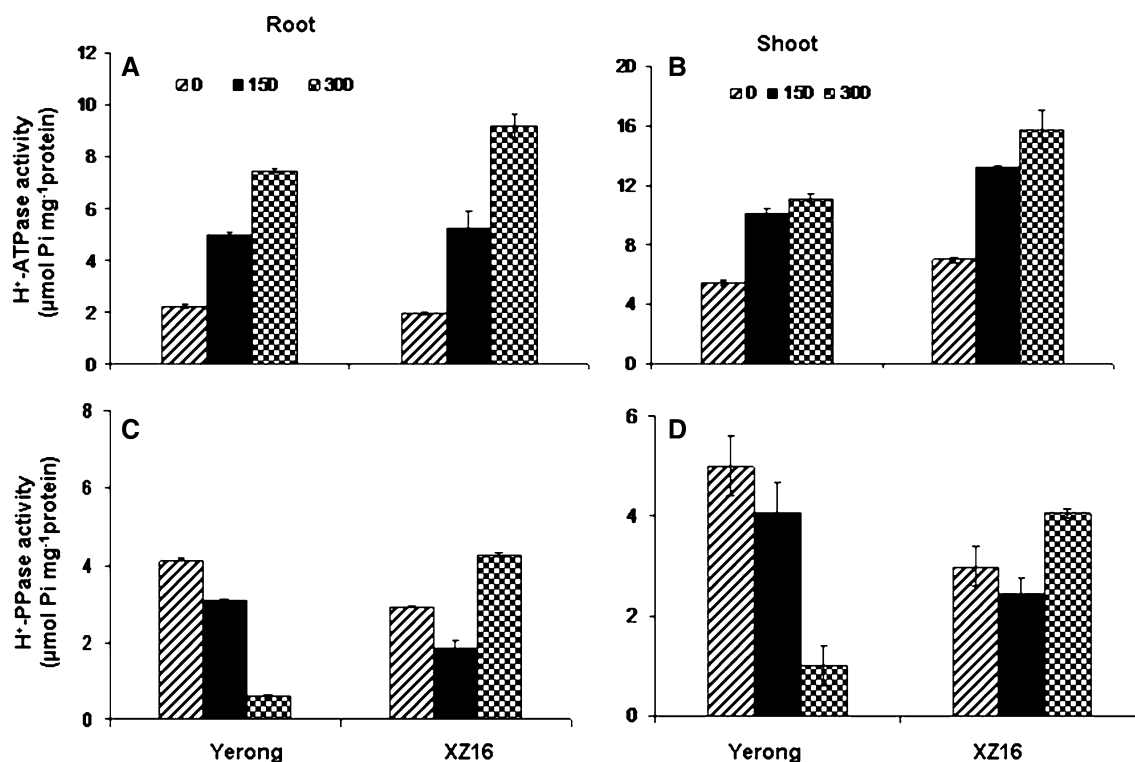 Root
Shoot
A
0 150 300
B
0 150 300
H⁺-ATPase activity
(µmol Pi mg⁻¹protein)
12
10
8
6
4
2
0
20
16
12
8
4
0
C
D
H⁺-PPase activity
(µmol Pi mg⁻¹protein)
8
6
4
2
0
6
4
2
0
Yerong XZ16
Yerong XZ16